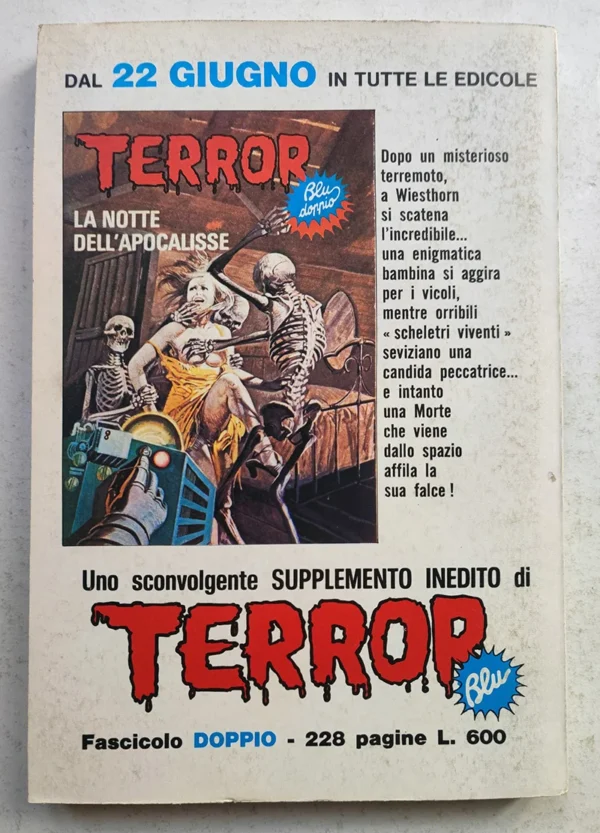 DAL 22 GIUGNO IN TUTTE LE EDICOLE
TERROR
Blu
doppio
LA NOTTE
DELL'APOCALISSE
Dopo un misterioso
terremoto,
a Wiesthorn
si scatena
l'incredibile...
una enigmatica
bambina si aggira
per i vicoli,
mentre orribili
« scheletri viventi »
seviziano una
candida peccatrice...
e intanto
una Morte
che viene
dallo spazio
affila la
sua falce !
Uno sconvolgente SUPPLEMENTO INEDITO di
TERROR
Blu
Fascicolo DOPPIO - 228 pagine L. 600